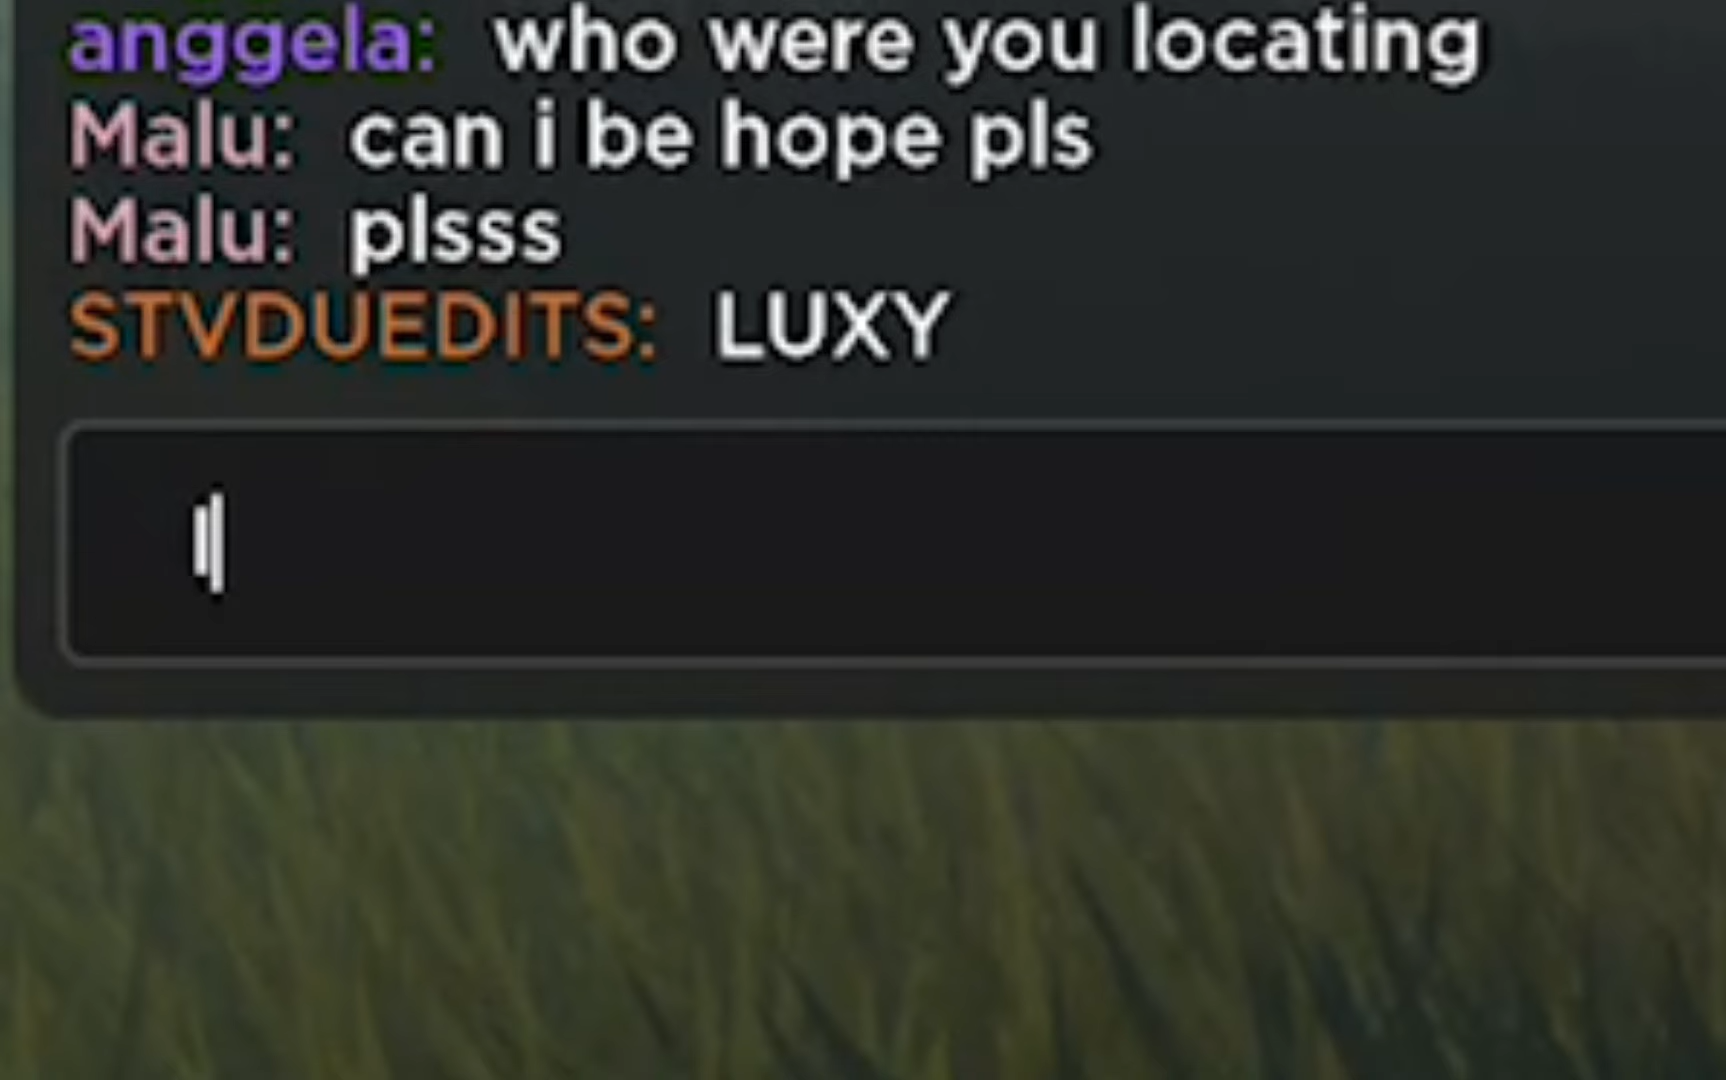 anggela: who were you locating
Malu: can i be hope pls
Malu: plsss
STVDUEDITS: LUXY